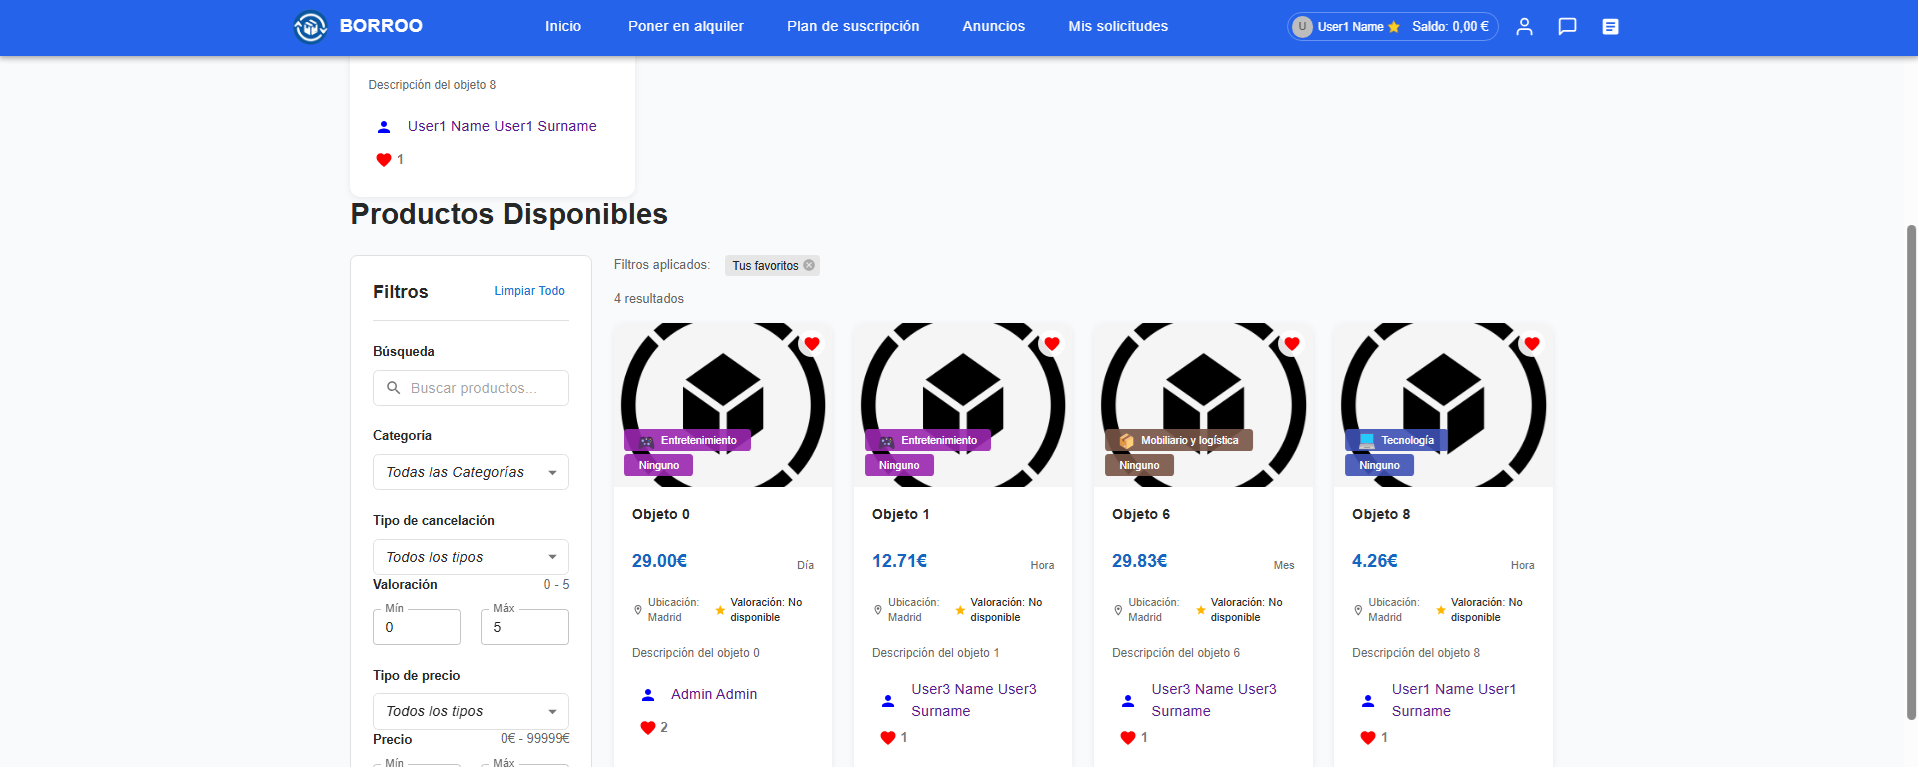 BORROO
Inicio
Poner en alquiler
Plan de suscripción
Anuncios
Mis solicitudes
U
User1 Name
Saldo: 0,00 €
Descripción del objeto 8
User1 Name User1 Surname
1
Productos Disponibles
Filtros
Limpiar Todo
Búsqueda
Buscar productos...
Categoría
Todas las Categorías
Tipo de cancelación
Todos los tipos
Valoración
0 - 5
Mín
0
Máx
5
Tipo de precio
Todos los tipos
Precio
0€ - 99999€
Mín
Máx
Filtros aplicados:
Tus favoritos
4 resultados
Entretenimiento
Ninguno
Objeto 0
29.00€
Día
Ubicación:
Madrid
Valoración: No
disponible
Descripción del objeto 0
Admin Admin
2
Entretenimiento
Ninguno
Objeto 1
12.71€
Hora
Ubicación:
Madrid
Valoración: No
disponible
Descripción del objeto 1
User3 Name User3
Surname
1
Mobiliario y logística
Ninguno
Objeto 6
29.83€
Mes
Ubicación:
Madrid
Valoración: No
disponible
Descripción del objeto 6
User3 Name User3
Surname
1
Tecnología
Ninguno
Objeto 8
4.26€
Hora
Ubicación:
Madrid
Valoración: No
disponible
Descripción del objeto 8
User1 Name User1
Surname
1